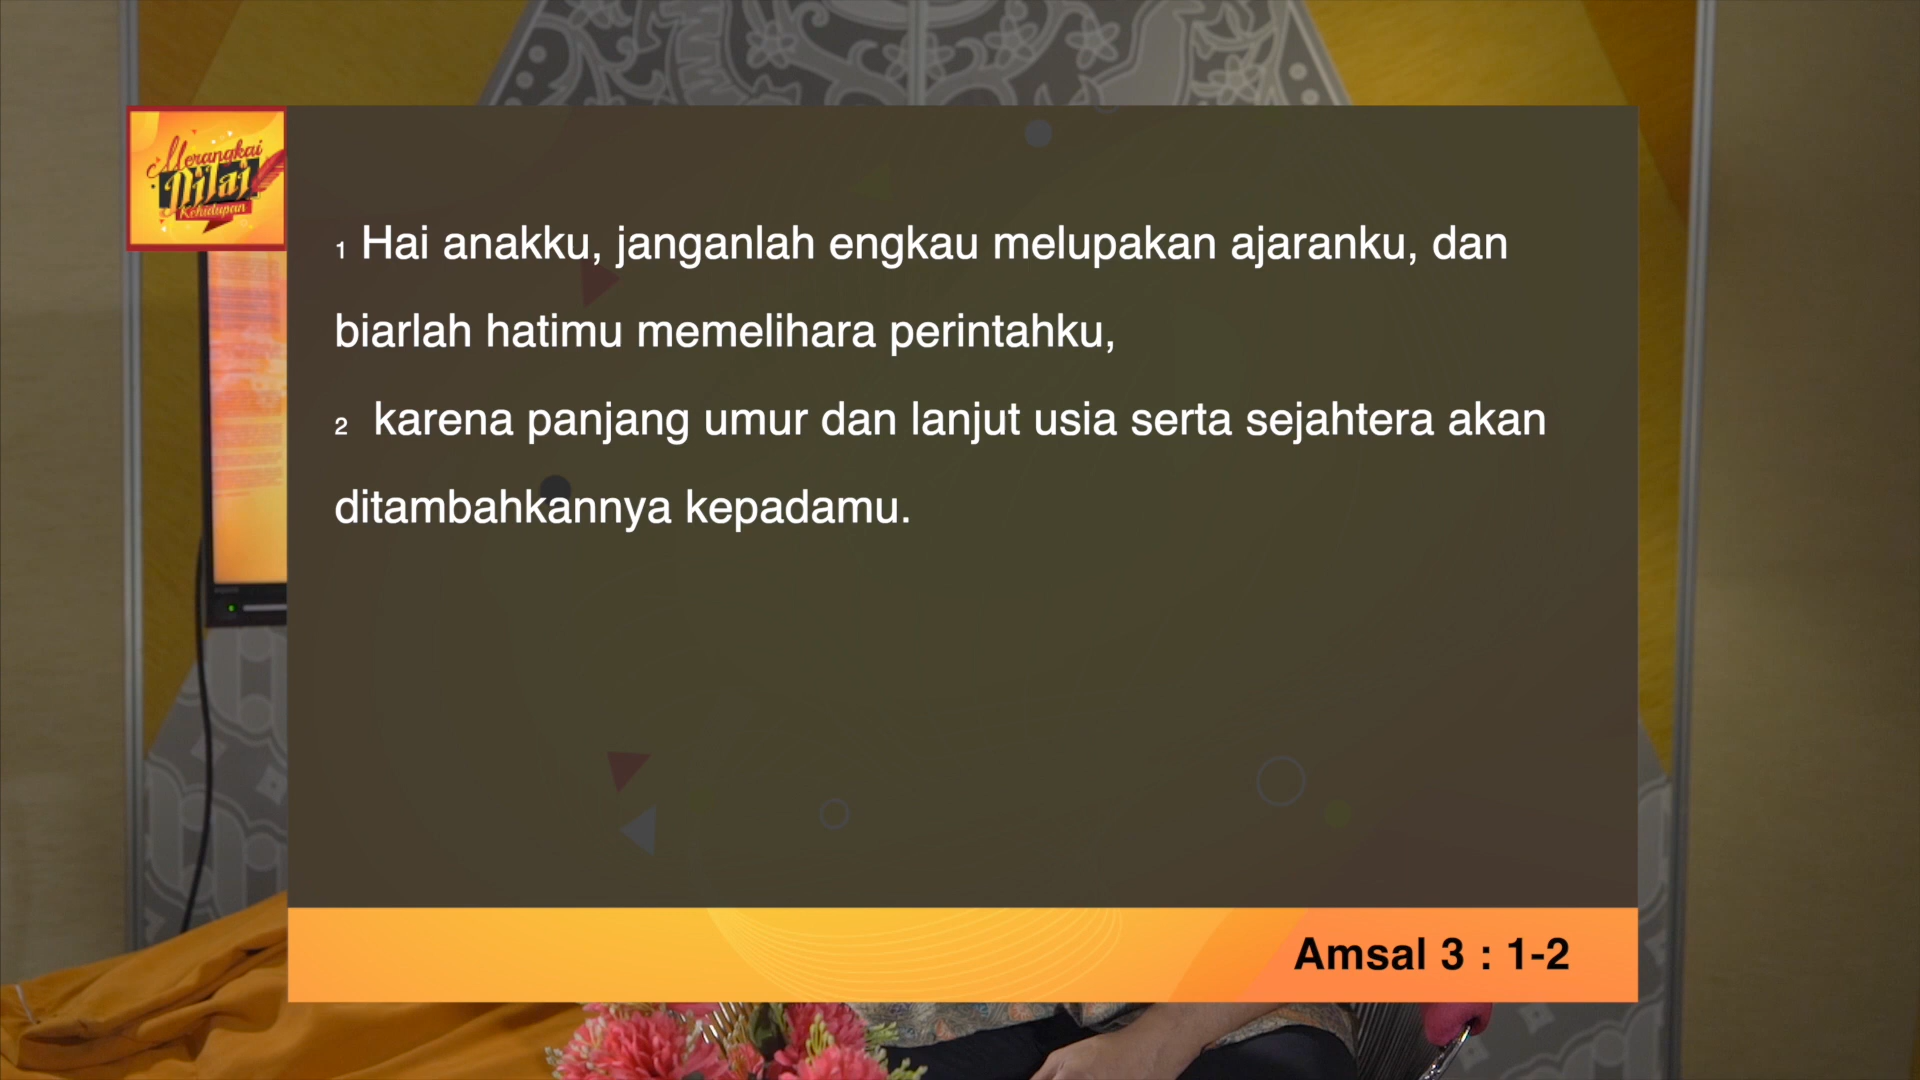 Merangkai
Nilai
Kehidupan
1 Hai anakku, janganlah engkau melupakan ajaranku, dan
biarlah hatimu memelihara perintahku,
2 karena panjang umur dan lanjut usia serta sejahtera akan
ditambahkannya kepadamu.
Amsal 3 : 1-2